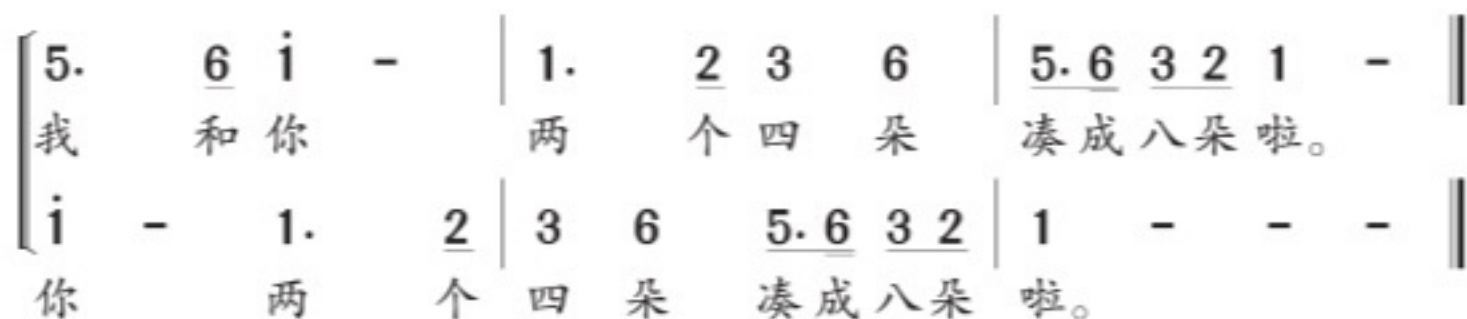 5. 6 i̇ - | 1. 2 3 6 | 5. 6 3 2 1 - ‖
我 和 你 两 个 四 朵 凑 成 八 朵 啦。
i̇ - 1. 2 | 3 6 5. 6 3 2 | 1 - - - ‖
你 两 个 四 朵 凑 成 八 朵 啦。